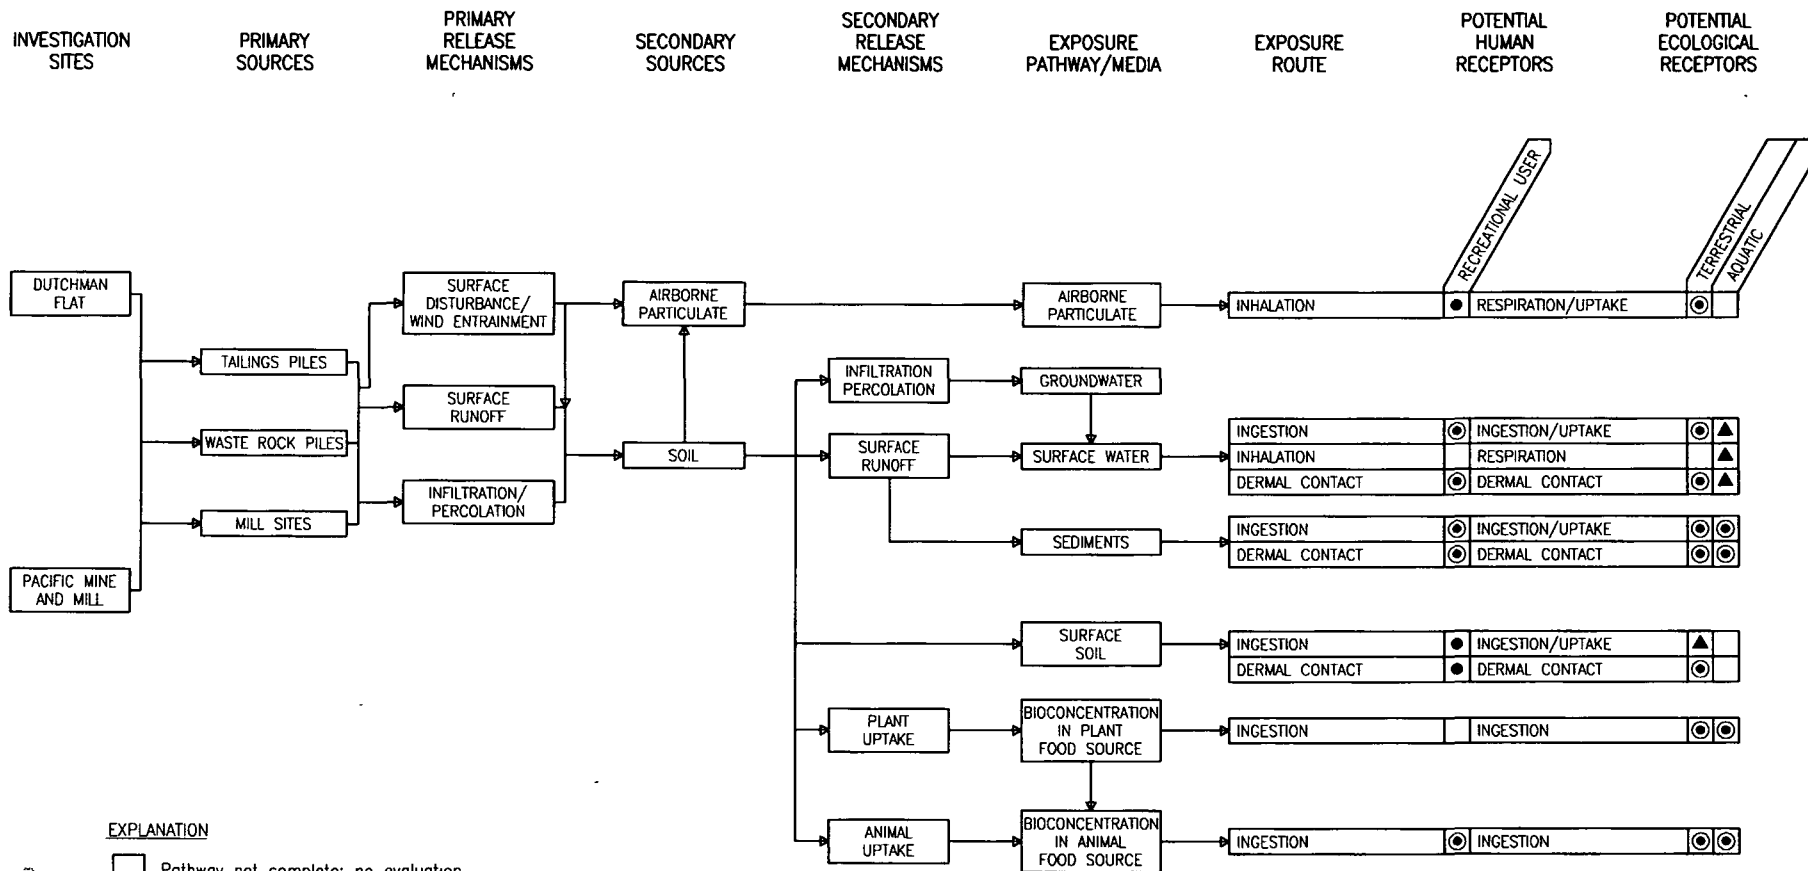 INVESTIGATION
SITES
PRIMARY
SOURCES
PRIMARY
RELEASE
MECHANISMS
SECONDARY
SOURCES
SECONDARY
RELEASE
MECHANISMS
EXPOSURE
PATHWAY/MEDIA
EXPOSURE
ROUTE
POTENTIAL
HUMAN
RECEPTORS
POTENTIAL
ECOLOGICAL
RECEPTORS
RECREATIONAL USER
TERRESTRIAL
AQUATIC
DUTCHMAN
FLAT
PACIFIC MINE
AND MILL
TAILINGS PILES
WASTE ROCK PILES
MILL SITES
SURFACE
DISTURBANCE/
WIND ENTRAINMENT
SURFACE
RUNOFF
INFILTRATION/
PERCOLATION
AIRBORNE
PARTICULATE
SOIL
INFILTRATION
PERCOLATION
SURFACE
RUNOFF
PLANT
UPTAKE
ANIMAL
UPTAKE
AIRBORNE
PARTICULATE
GROUNDWATER
SURFACE WATER
SEDIMENTS
SURFACE
SOIL
BIOCONCENTRATION
IN PLANT
FOOD SOURCE
BIOCONCENTRATION
IN ANIMAL
FOOD SOURCE
INHALATION RESPIRATION/UPTAKE
INGESTION INGESTION/UPTAKE
INHALATION RESPIRATION
DERMAL CONTACT DERMAL CONTACT
INGESTION INGESTION/UPTAKE
DERMAL CONTACT DERMAL CONTACT
INGESTION INGESTION/UPTAKE
DERMAL CONTACT DERMAL CONTACT
INGESTION INGESTION
INGESTION INGESTION
EXPLANATION
Pathway not complete; no evaluation